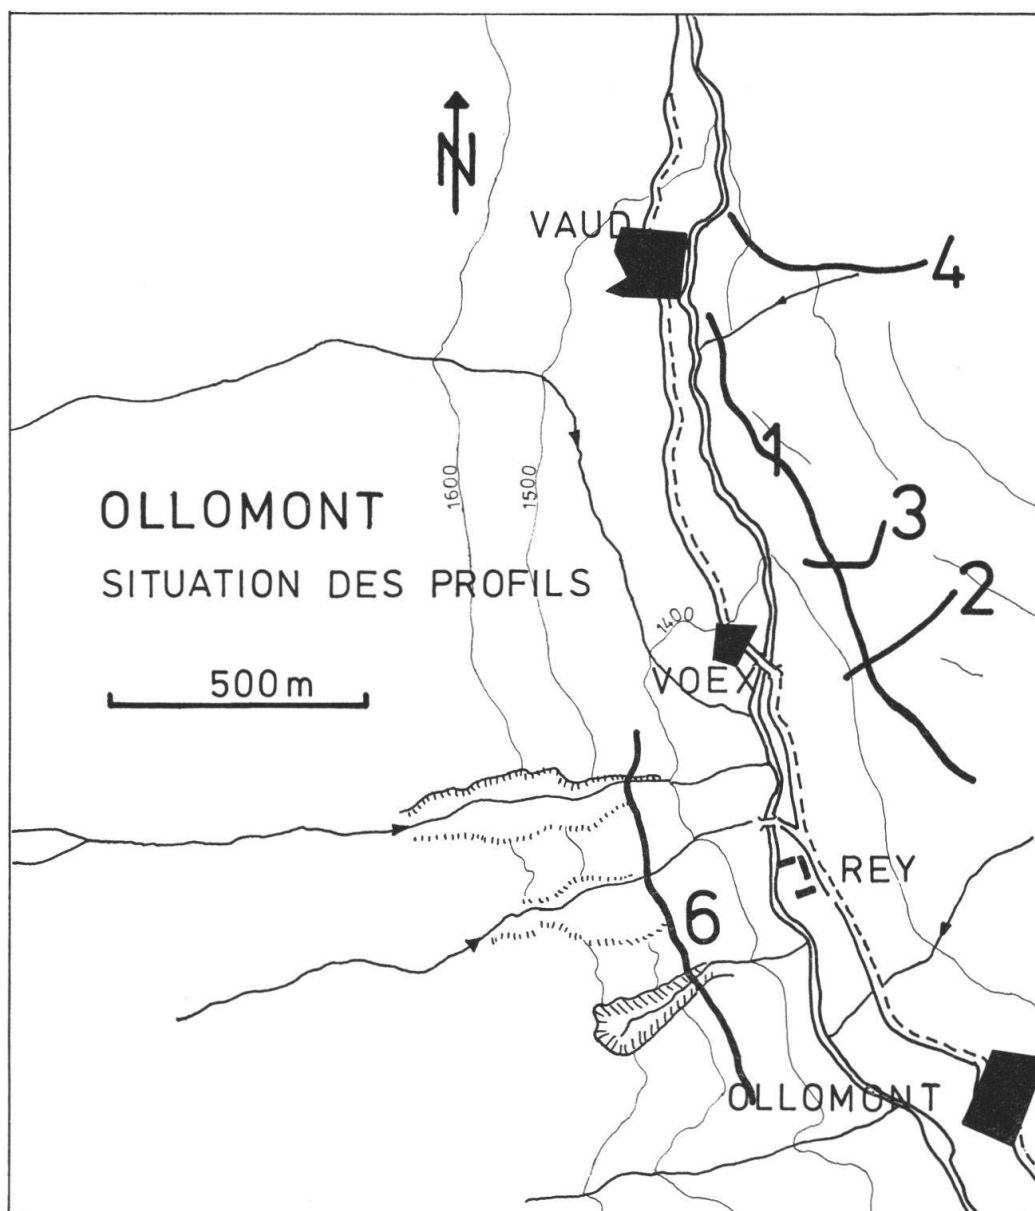 N
VAUD
4
1
1600
1500
OLLOMONT
3
SITUATION DES PROFILS
2
1400
500 m
VOEX
REY
6
OLLOMONT